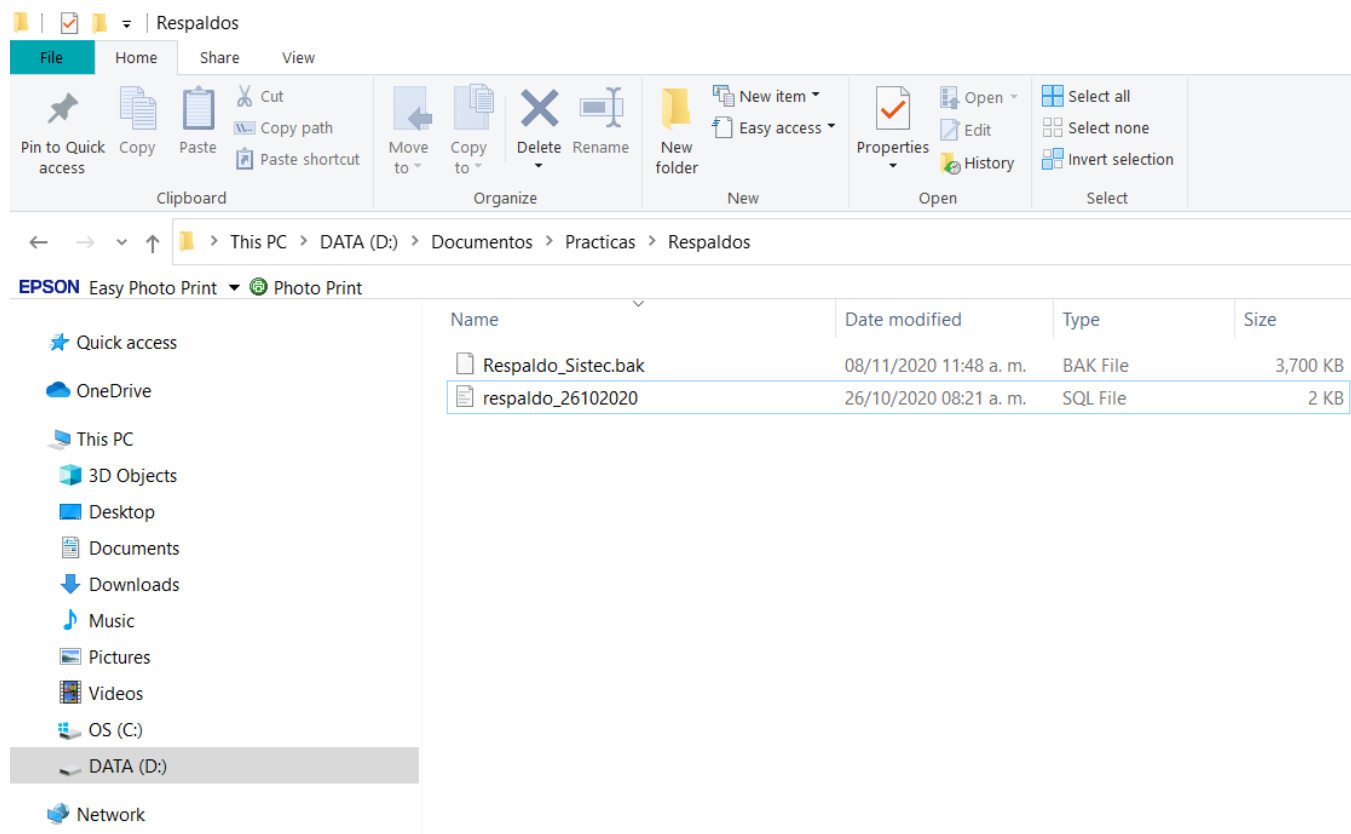 Respaldos
File Home Share View
Pin to Quick access
Copy
Paste
Cut
Copy path
Paste shortcut
Clipboard
Move to
Copy to
Delete
Rename
Organize
New folder
New item
Easy access
New
Properties
Open
Edit
History
Open
Select all
Select none
Invert selection
Select
This PC > DATA (D:) > Documentos > Practicas > Respaldos
EPSON Easy Photo Print Photo Print
Quick access
OneDrive
This PC
3D Objects
Desktop
Documents
Downloads
Music
Pictures
Videos
OS (C:)
DATA (D:)
Network
Name Date modified Type Size
Respaldo_Sistec.bak 08/11/2020 11:48 a. m. BAK File 3,700 KB
respaldo_26102020 26/10/2020 08:21 a. m. SQL File 2 KB